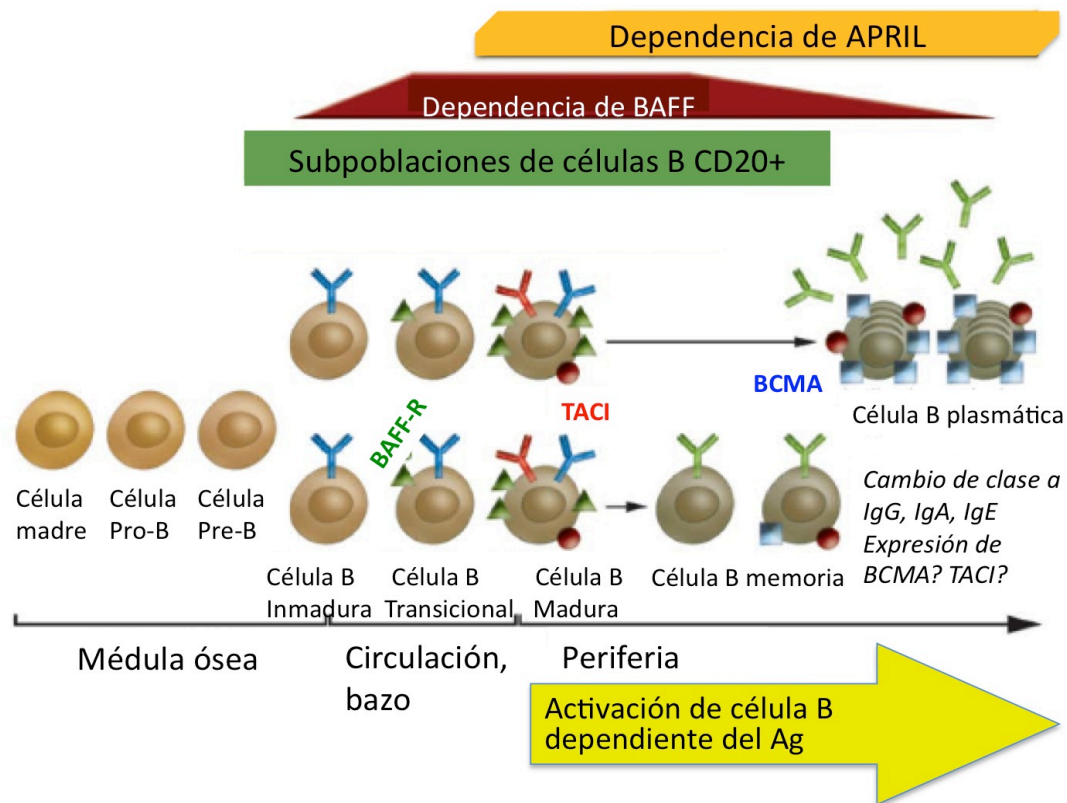 Dependencia de APRIL
Dependencia de BAFF
Subpoblaciones de células B CD20+
BAFF-R
TACI
BCMA
Célula B plasmática
Célula
madre
Célula
Pro-B
Célula
Pre-B
Célula B
Inmadura
Célula B
Transicional
Célula B
Madura
Célula B memoria
Cambio de clase a
IgG, IgA, IgE
Expresión de
BCMA? TACI?
Médula ósea
Circulación,
bazo
Periferia
Activación de célula B
dependiente del Ag